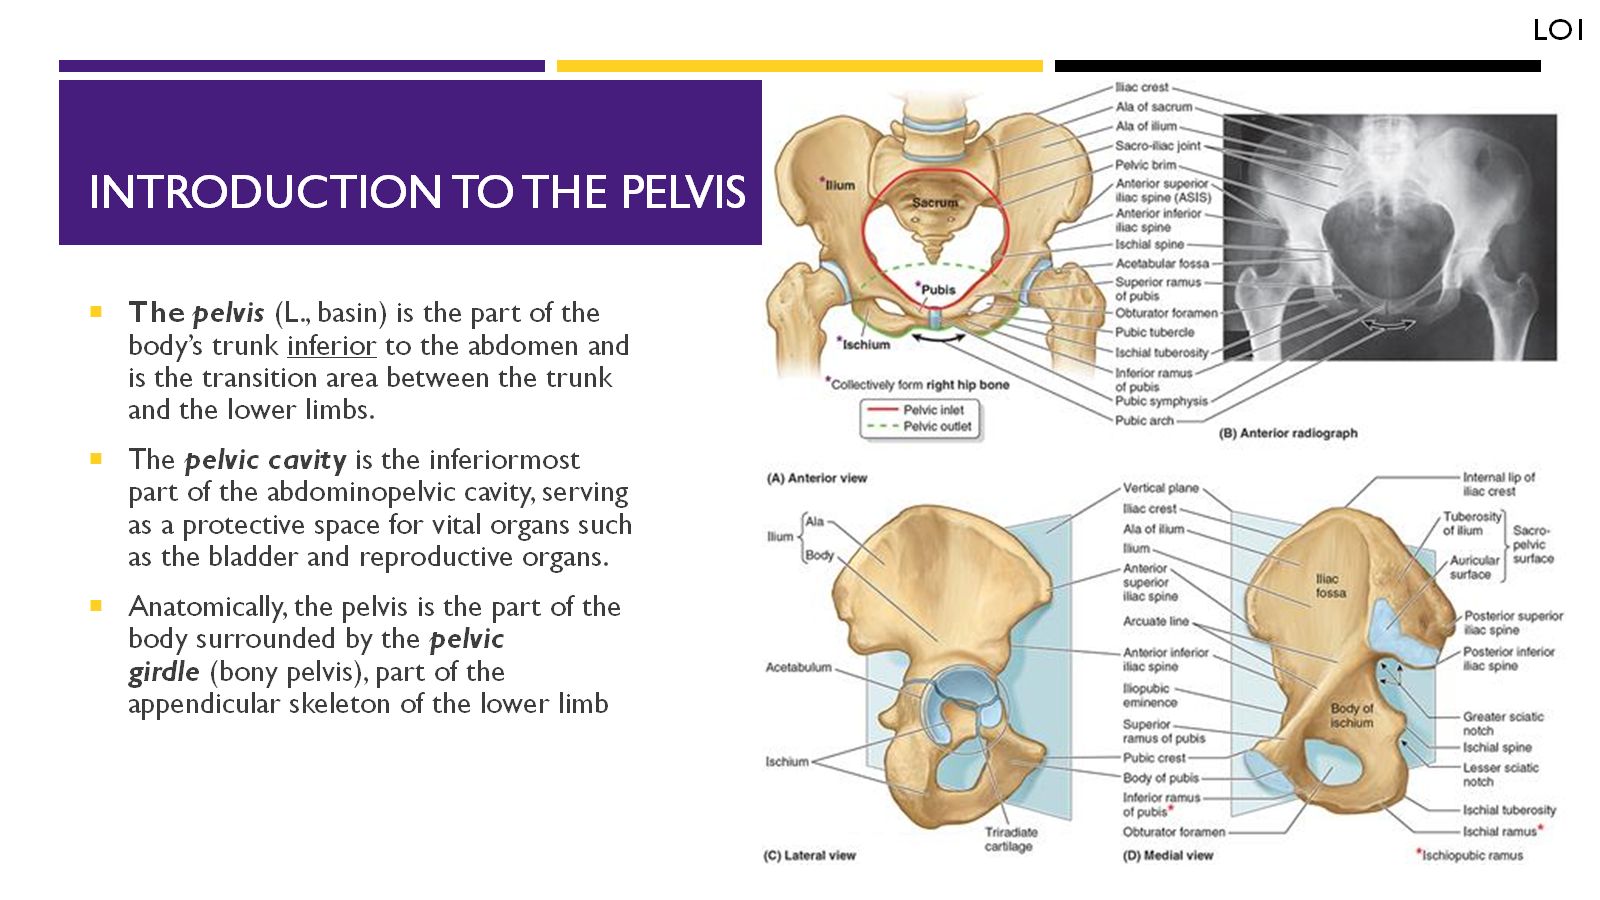 LO1
INTRODUCTION TO THE PELVIS
The pelvis (L., basin) is the part of the
body's trunk inferior to the abdomen and
is the transition area between the trunk
and the lower limbs.
The pelvic cavity is the inferiormost
part of the abdominopelvic cavity, serving
as a protective space for vital organs such
as the bladder and reproductive organs.
Anatomically, the pelvis is the part of the
body surrounded by the pelvic
girdle (bony pelvis), part of the
appendicular skeleton of the lower limb
*Ilium
Sacrum
*Pubis
*Ischium
*Collectively form right hip bone
Pelvic inlet
Pelvic outlet
(A) Anterior view
Iliac crest
Ala of sacrum
Ala of ilium
Sacro-iliac joint
Pelvic brim
Anterior superior
iliac spine (ASIS)
Anterior inferior
iliac spine
Ischial spine
Acetabular fossa
Superior ramus
of pubis
Obturator foramen
Pubic tubercle
Ischial tuberosity
Inferior ramus
of pubis
Pubic symphysis
Pubic arch
(B) Anterior radiograph
Ilium
Ala
Body
Acetabulum
Ischium
Triradiate
cartilage
(C) Lateral view
Vertical plane
Iliac crest
Ala of ilium
Ilium
Anterior
superior
iliac spine
Arcuate line
Anterior inferior
iliac spine
Iliopubic
eminence
Superior
ramus of pubis
Pubic crest
Body of pubis
Inferior ramus
of pubis*
Obturator foramen
(D) Medial view
Iliac
fossa
Body of
ischium
Internal lip of
iliac crest
Tuberosity
of ilium
Auricular
surface
Sacro-
pelvic
surface
Posterior superior
iliac spine
Posterior inferior
iliac spine
Greater sciatic
notch
Ischial spine
Lesser sciatic
notch
Ischial tuberosity
Ischial ramus*
*Ischiopubic ramus